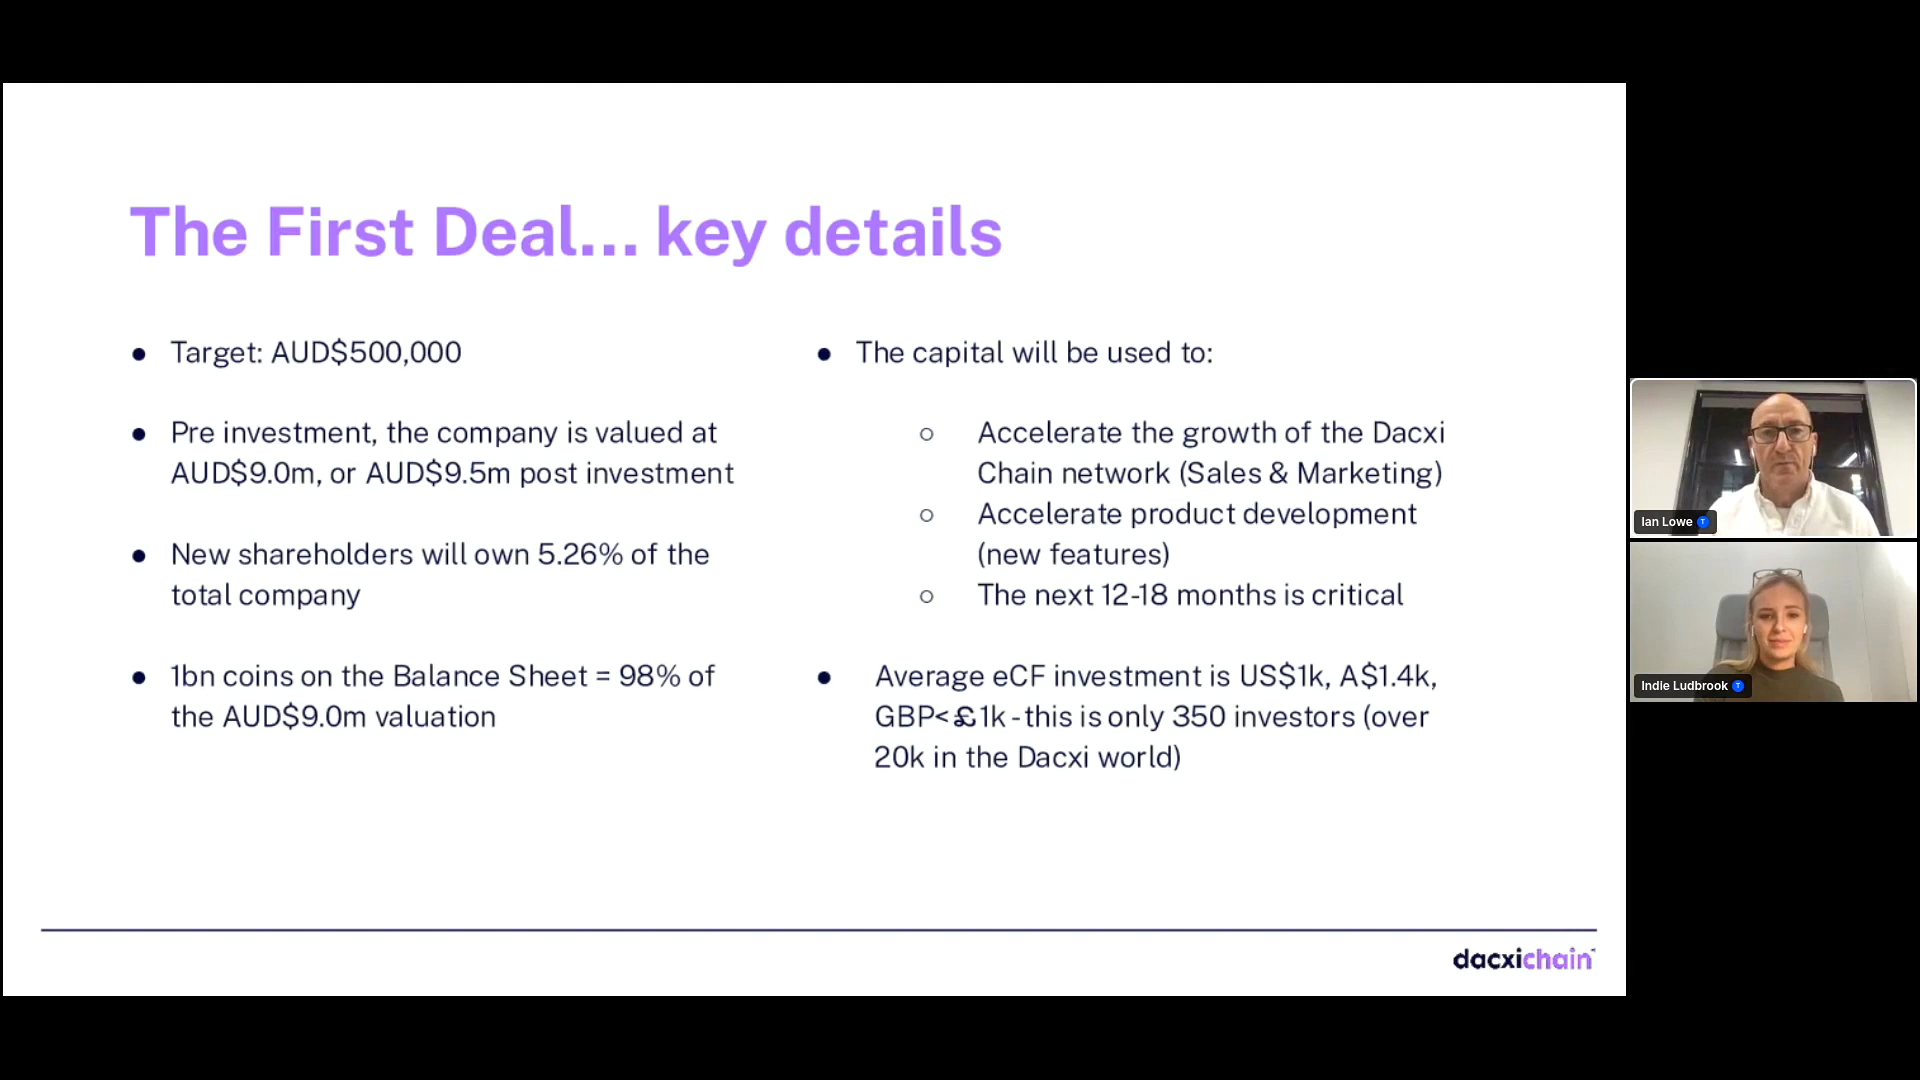 The First Deal... key details
● Target: AUD$500,000
● Pre investment, the company is valued at
AUD$9.0m, or AUD$9.5m post investment
● New shareholders will own 5.26% of the
total company
● 1bn coins on the Balance Sheet = 98% of
the AUD$9.0m valuation
● The capital will be used to:
○ Accelerate the growth of the Dacxi
Chain network (Sales & Marketing)
○ Accelerate product development
(new features)
○ The next 12-18 months is critical
● Average eCF investment is US$1k, A$1.4k,
GBP<£1k - this is only 350 investors (over
20k in the Dacxi world)
dacxichain
Ian Lowe T
Indie Ludbrook T